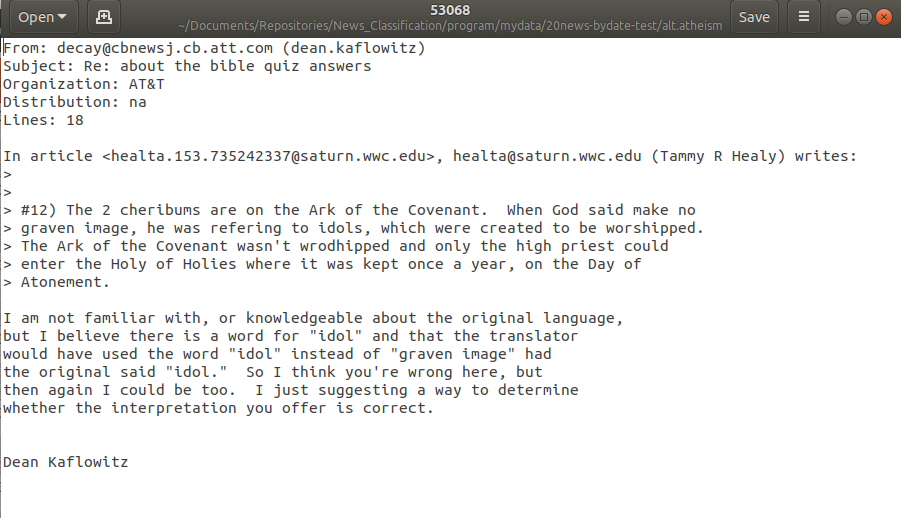 Open
53068
~/Documents/Repositories/News_Classification/program/mydata/20news-bydate-test/alt.atheism
Save
From: decay@cbnewsj.cb.att.com (dean.kaflowitz)
Subject: Re: about the bible quiz answers
Organization: AT&T
Distribution: na
Lines: 18
In article <healta.153.735242337@saturn.wwc.edu>, healta@saturn.wwc.edu (Tammy R Healy) writes:
>
>
> #12) The 2 cheribums are on the Ark of the Covenant.  When God said make no
> graven image, he was refering to idols, which were created to be worshipped.
> The Ark of the Covenant wasn't wrodhipped and only the high priest could
> enter the Holy of Holies where it was kept once a year, on the Day of
> Atonement.
I am not familiar with, or knowledgeable about the original language,
but I believe there is a word for "idol" and that the translator
would have used the word "idol" instead of "graven image" had
the original said "idol."  So I think you're wrong here, but
then again I could be too.  I just suggesting a way to determine
whether the interpretation you offer is correct.
Dean Kaflowitz